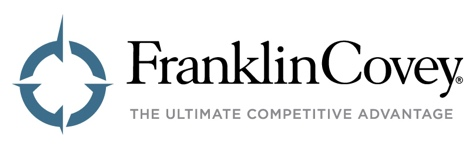 FranklinCovey®
THE ULTIMATE COMPETITIVE ADVANTAGE